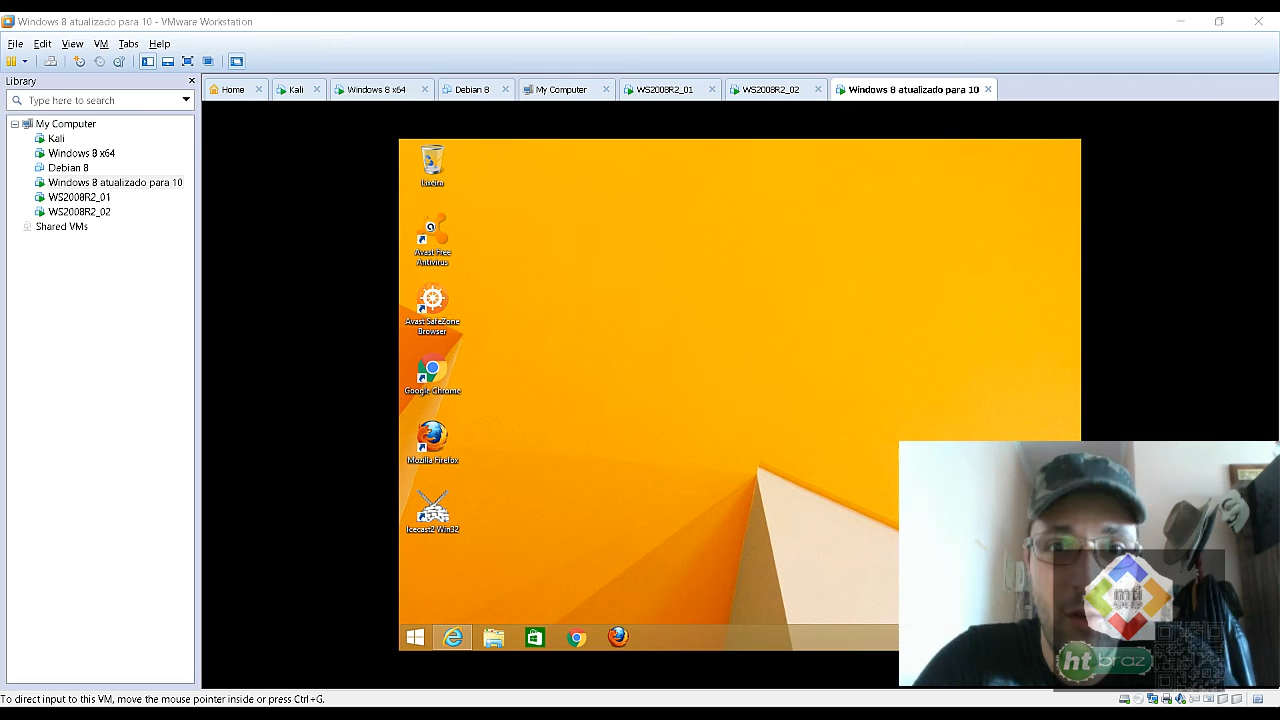 Windows 8 atualizado para 10 - VMware Workstation
File Edit View VM Tabs Help
Library
Type here to search
My Computer
Kali
Windows 8 x64
Debian 8
Windows 8 atualizado para 10
WS2008R2_01
WS2008R2_02
Shared VMs
Home
Kali
Windows 8 x64
Debian 8
My Computer
WS2008R2_01
WS2008R2_02
Windows 8 atualizado para 10
Lixeira
Avast Free
Antivirus
Avast SafeZone
Browser
Google Chrome
Mozilla Firefox
Icecast2 Win32
mti
ht braz
To direct input to this VM, move the mouse pointer inside or press Ctrl+G.